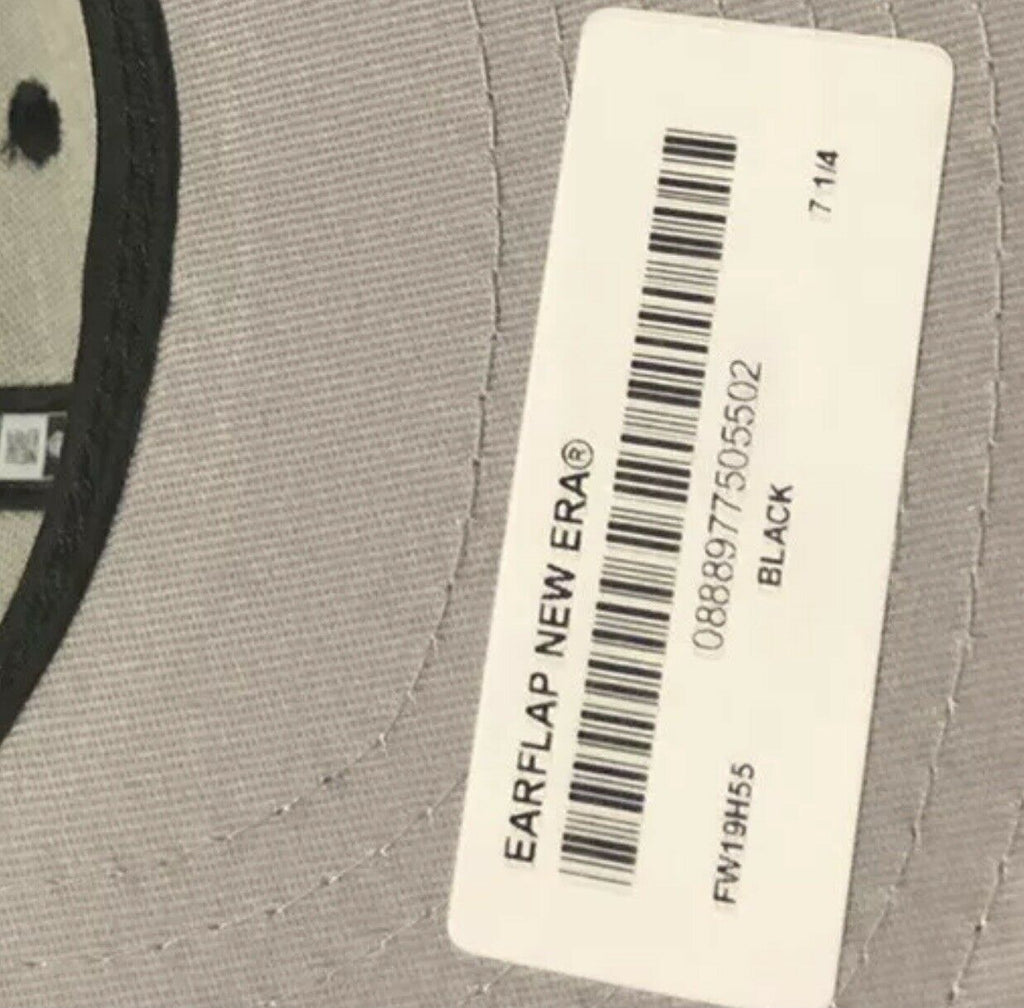 EARFLAP NEW ERA®
0888977505502
BLACK
FW19H55
7 1/4